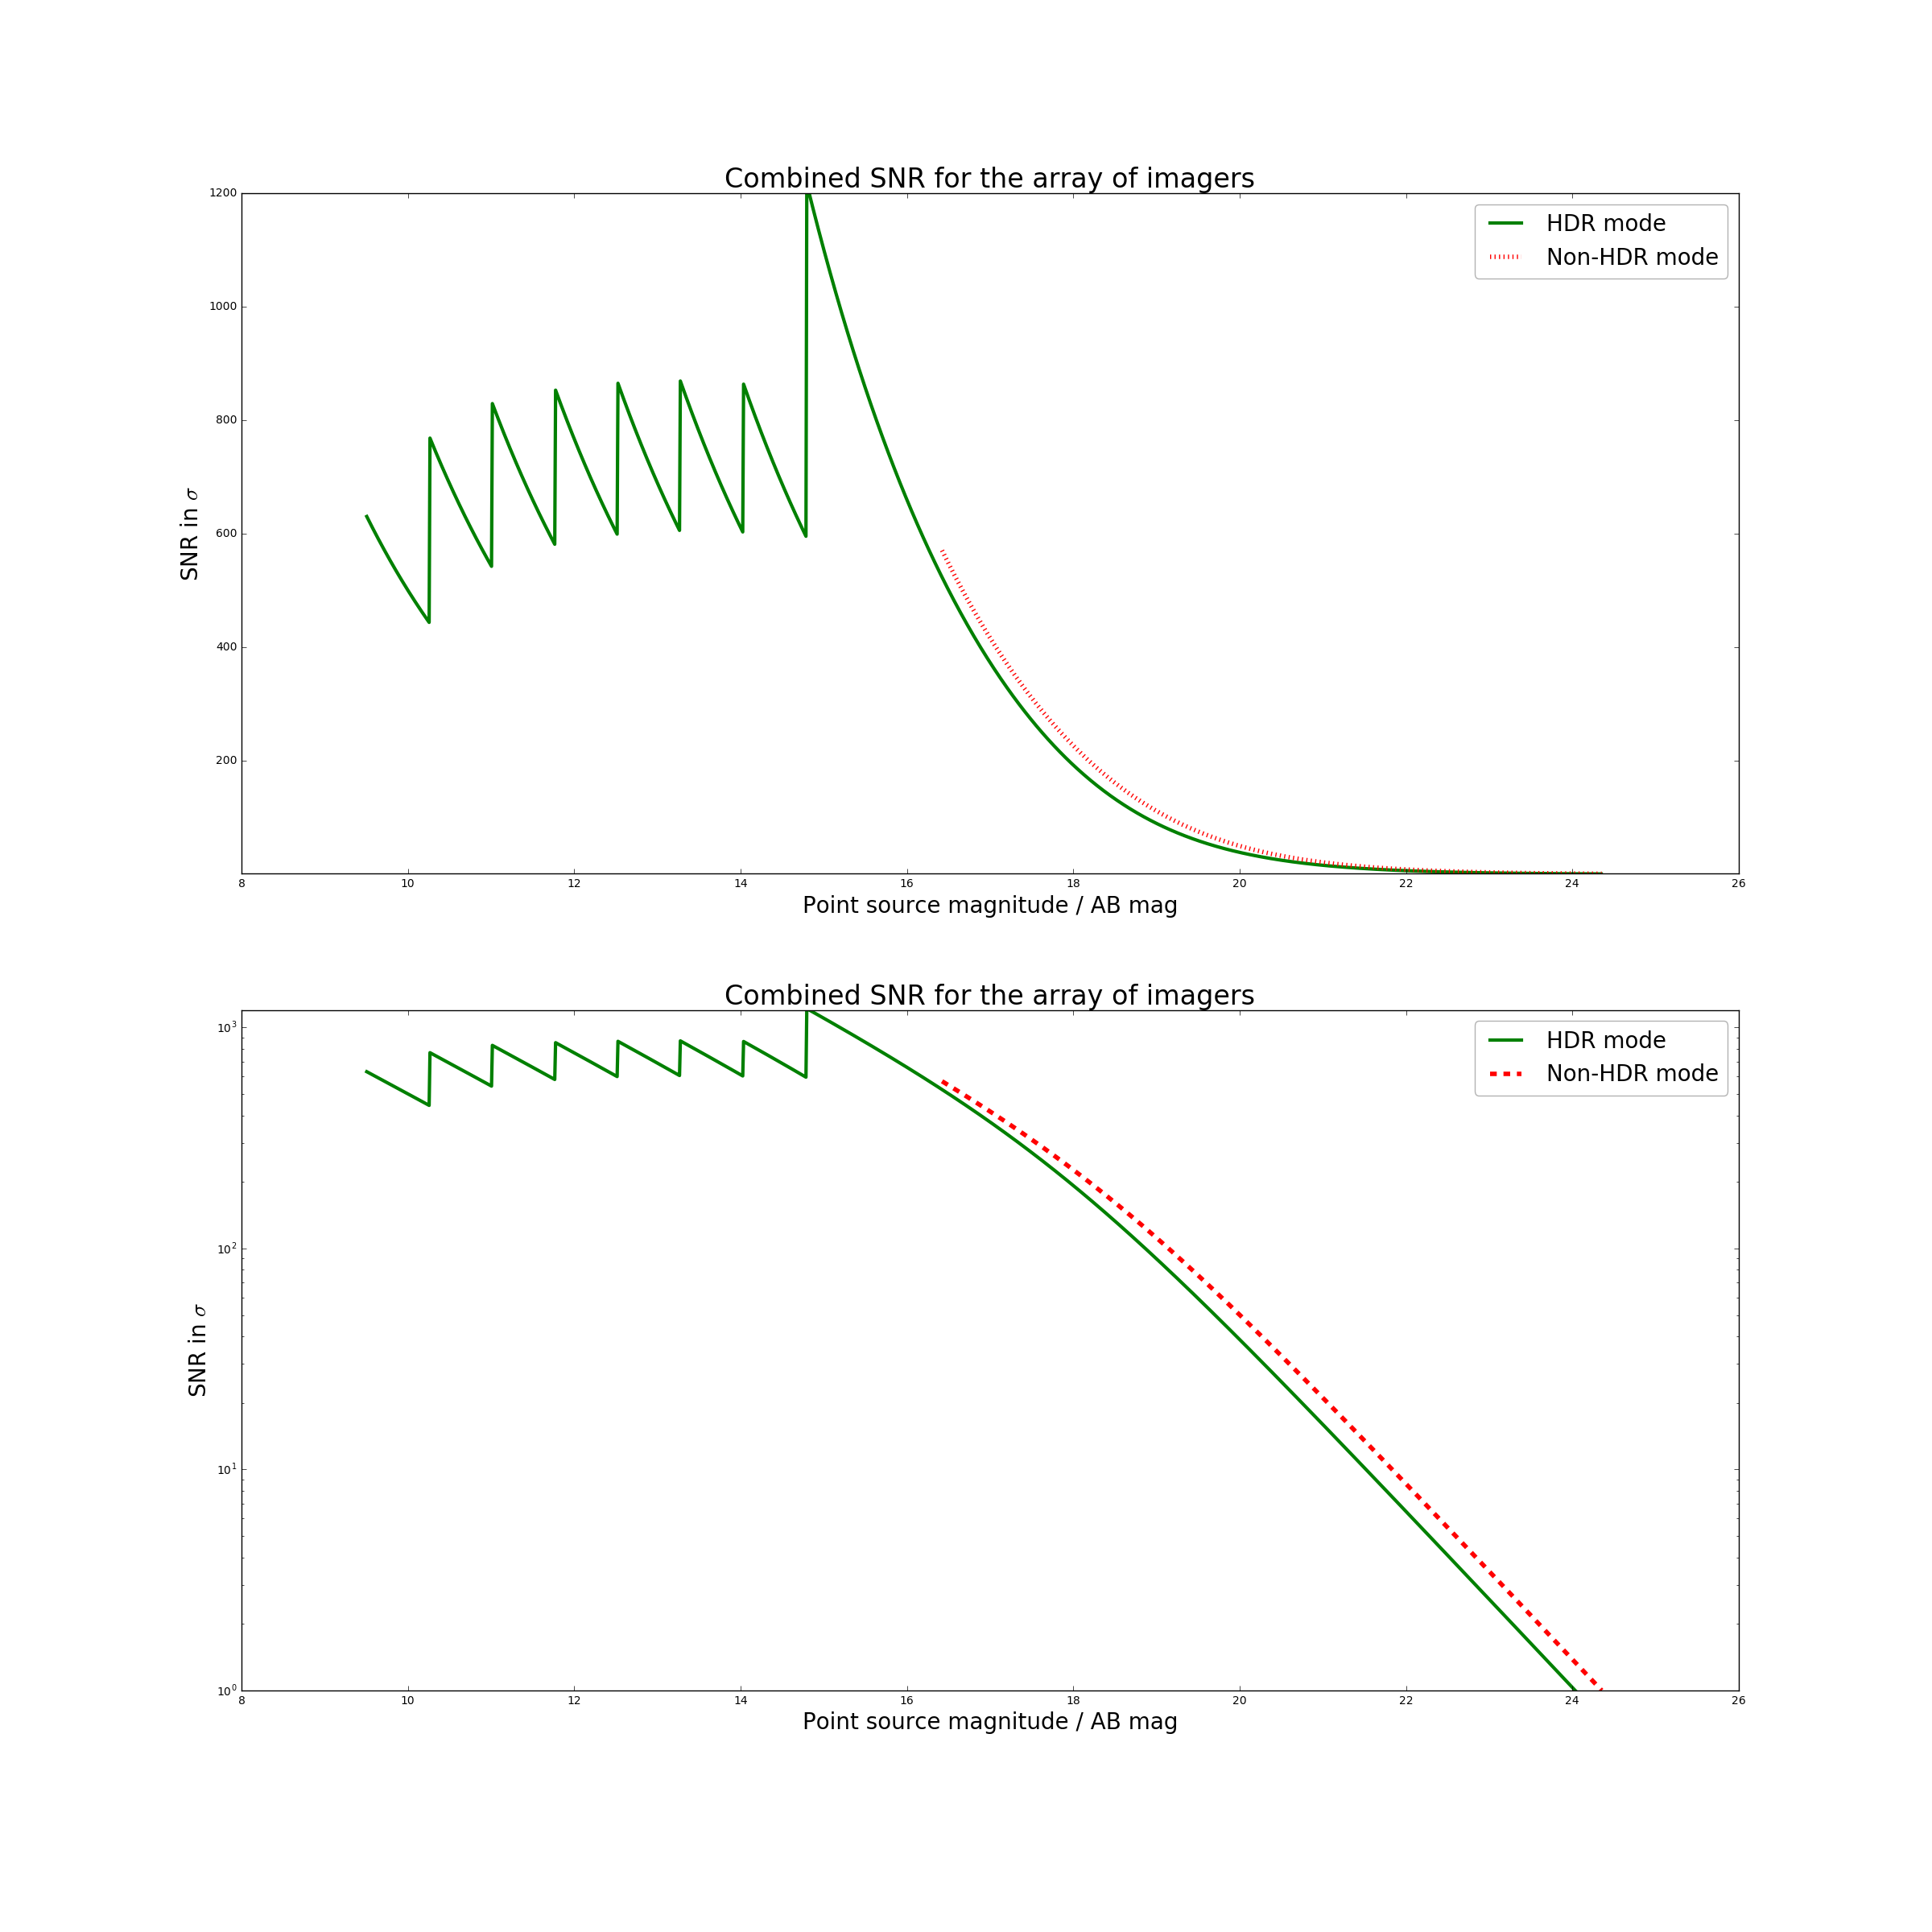 Combined SNR for the array of imagers
1200
1000
800
600
400
200
SNR in σ
HDR mode
Non-HDR mode
8 10 12 14 16 18 20 22 24 26
Point source magnitude / AB mag
Combined SNR for the array of imagers
10³
10²
10¹
10⁰
SNR in σ
HDR mode
Non-HDR mode
8 10 12 14 16 18 20 22 24 26
Point source magnitude / AB mag